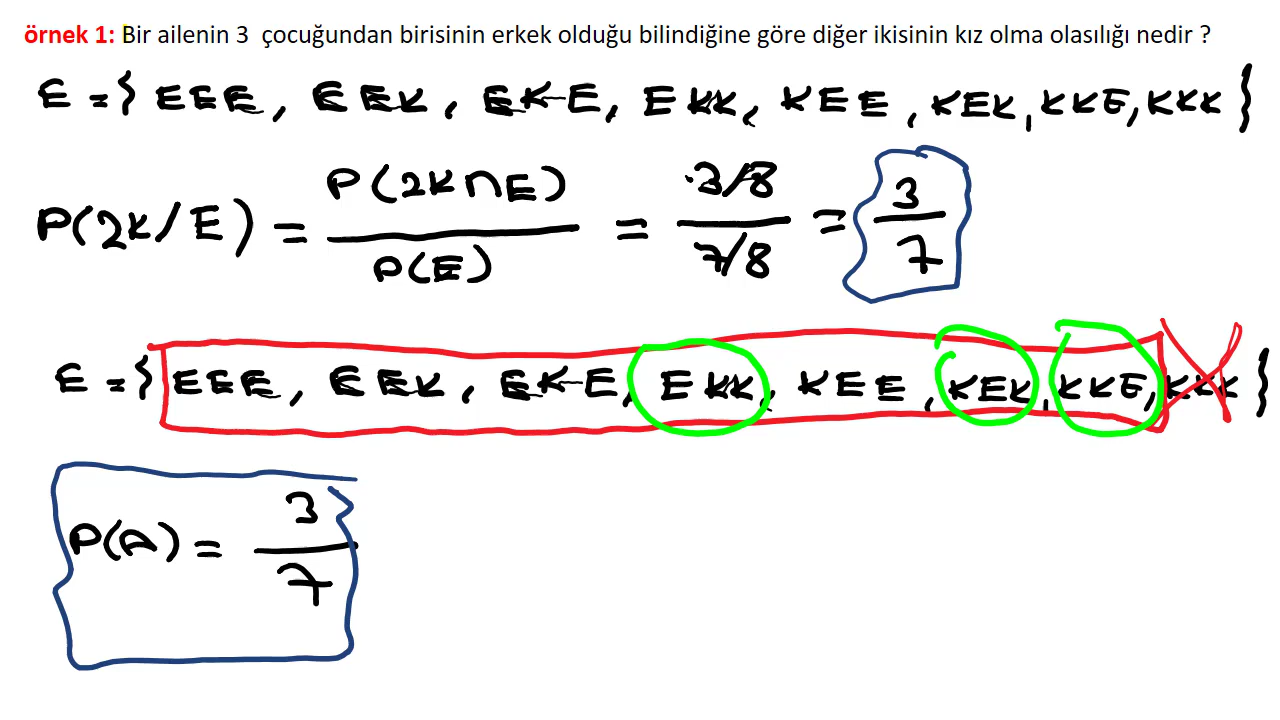 örnek 1: Bir ailenin 3 çocuğundan birisinin erkek olduğu bilindiğine göre diğer ikisinin kız olma olasılığı nedir ?
E = { EEE, EEK, EKE, EKK, KEE, KEK, KKE, KKK }
P(2K/E) = P(2K∩E) / P(E) = 3/8 / 7/8 = 3/7
E = { EEE, EEK, EKE, EKK, KEE, KEK, KKE, KKK }
P(A) = 3/7